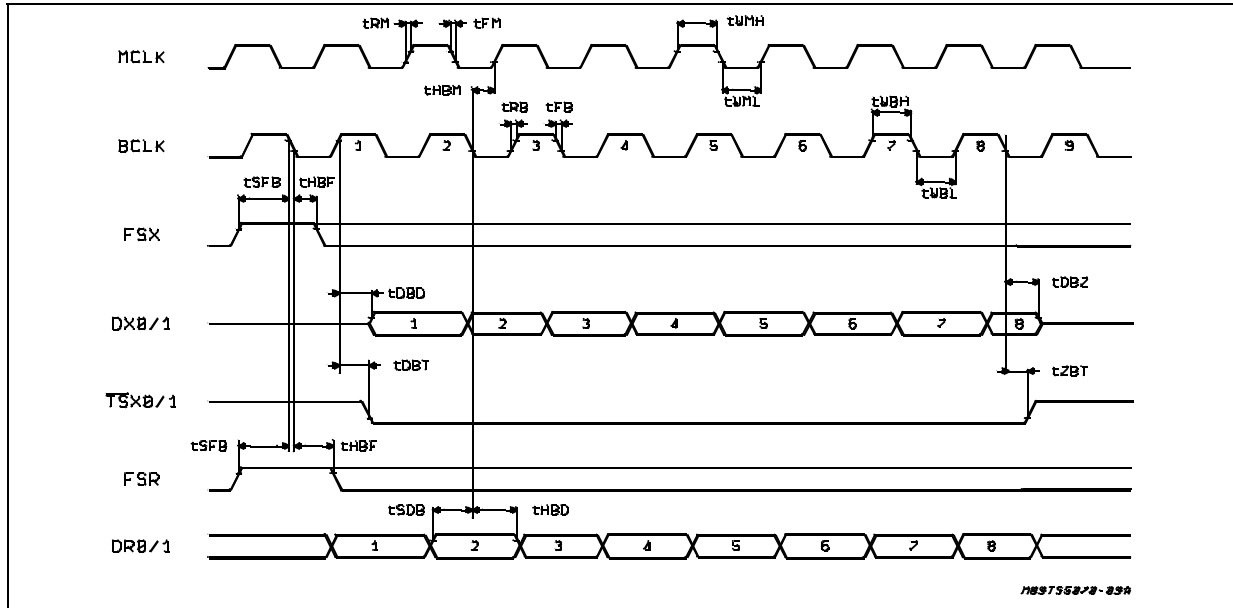 tRM tFM tWMH
MCLK
tHBM tWML
tRB tFB tWBH
BCLK 1 2 3 4 5 6 7 8 9
tSFB tHBF tWBL
FSX
tDBD tDBZ
DX0/1 1 2 3 4 5 6 7 8
tDBT tZBT
TSX0/1
tSFB tHBF
FSR
tSDB tHBD
DR0/1 1 2 3 4 5 6 7 8